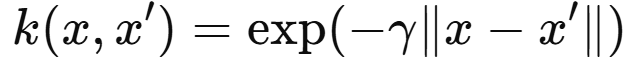 k(x, x′) = exp(−γ‖x − x′‖)